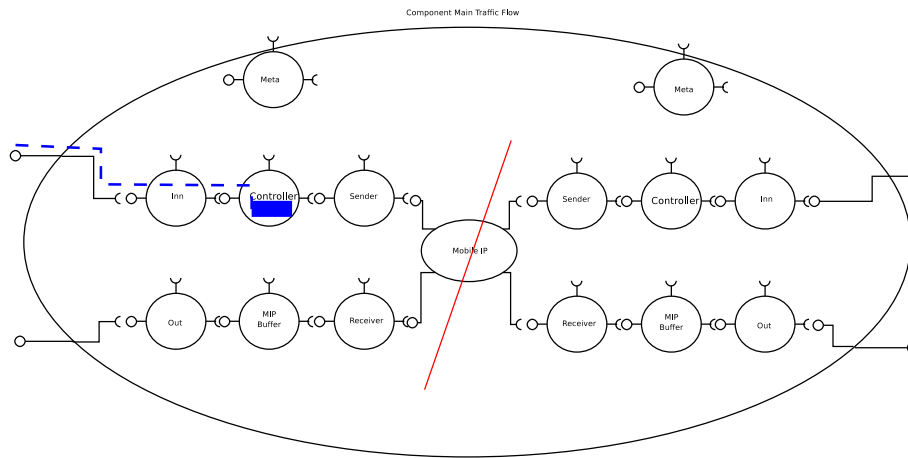 Component Main Traffic Flow
Meta
Meta
Inn
Controller
Sender
Sender
Controller
Inn
Mobile IP
Out
MIP
Buffer
Receiver
Receiver
MIP
Buffer
Out